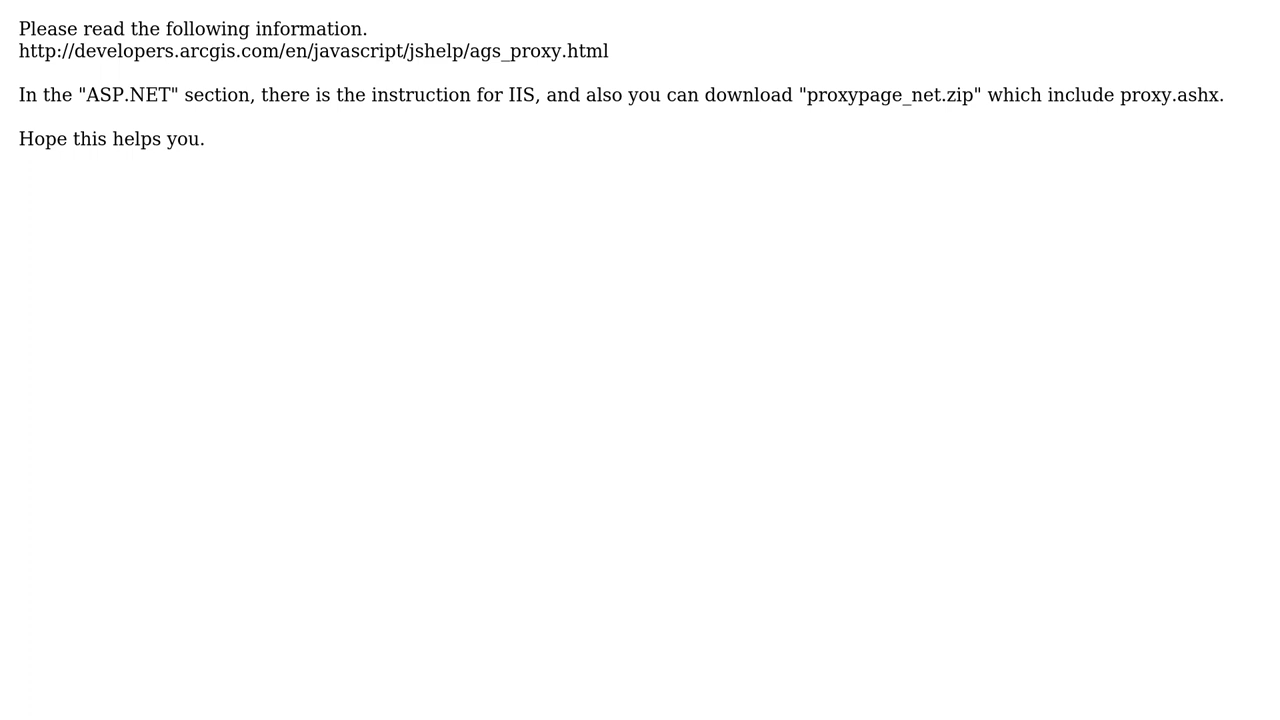 Please read the following information.
http://developers.arcgis.com/en/javascript/jshelp/ags_proxy.html
In the "ASP.NET" section, there is the instruction for IIS, and also you can download "proxypage_net.zip" which include proxy.ashx.
Hope this helps you.